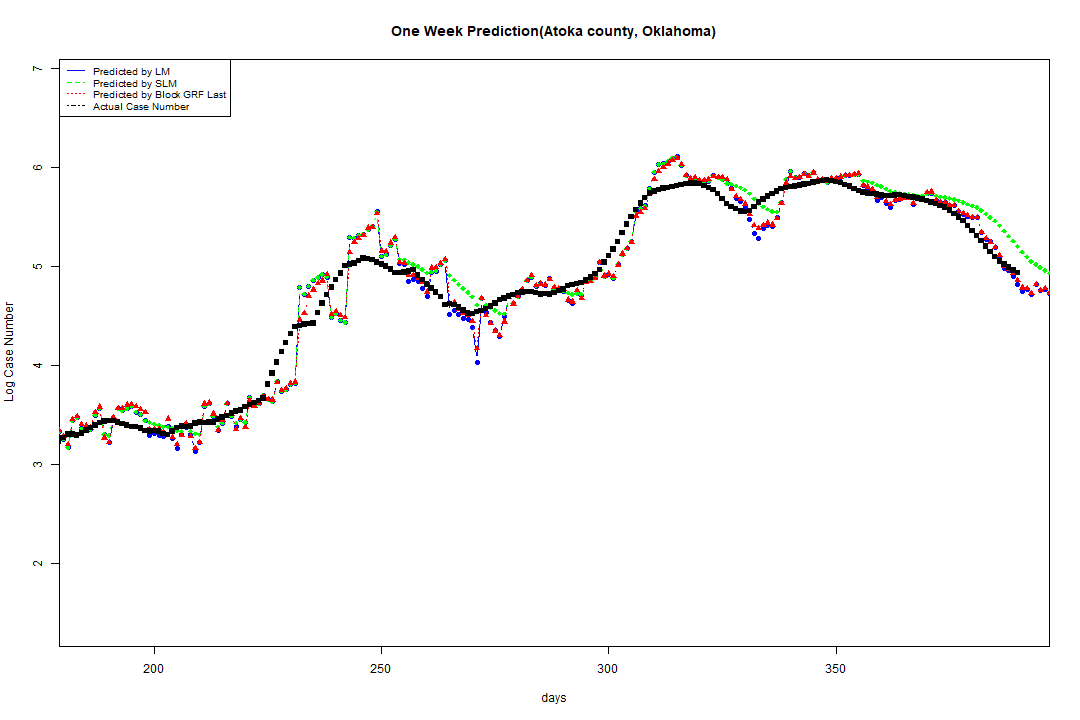 One Week Prediction(Atoka county, Oklahoma)
Predicted by LM
Predicted by SLM
Predicted by Block GRF Last
Actual Case Number
7
6
5
4
3
2
Log Case Number
200 250 300 350
days